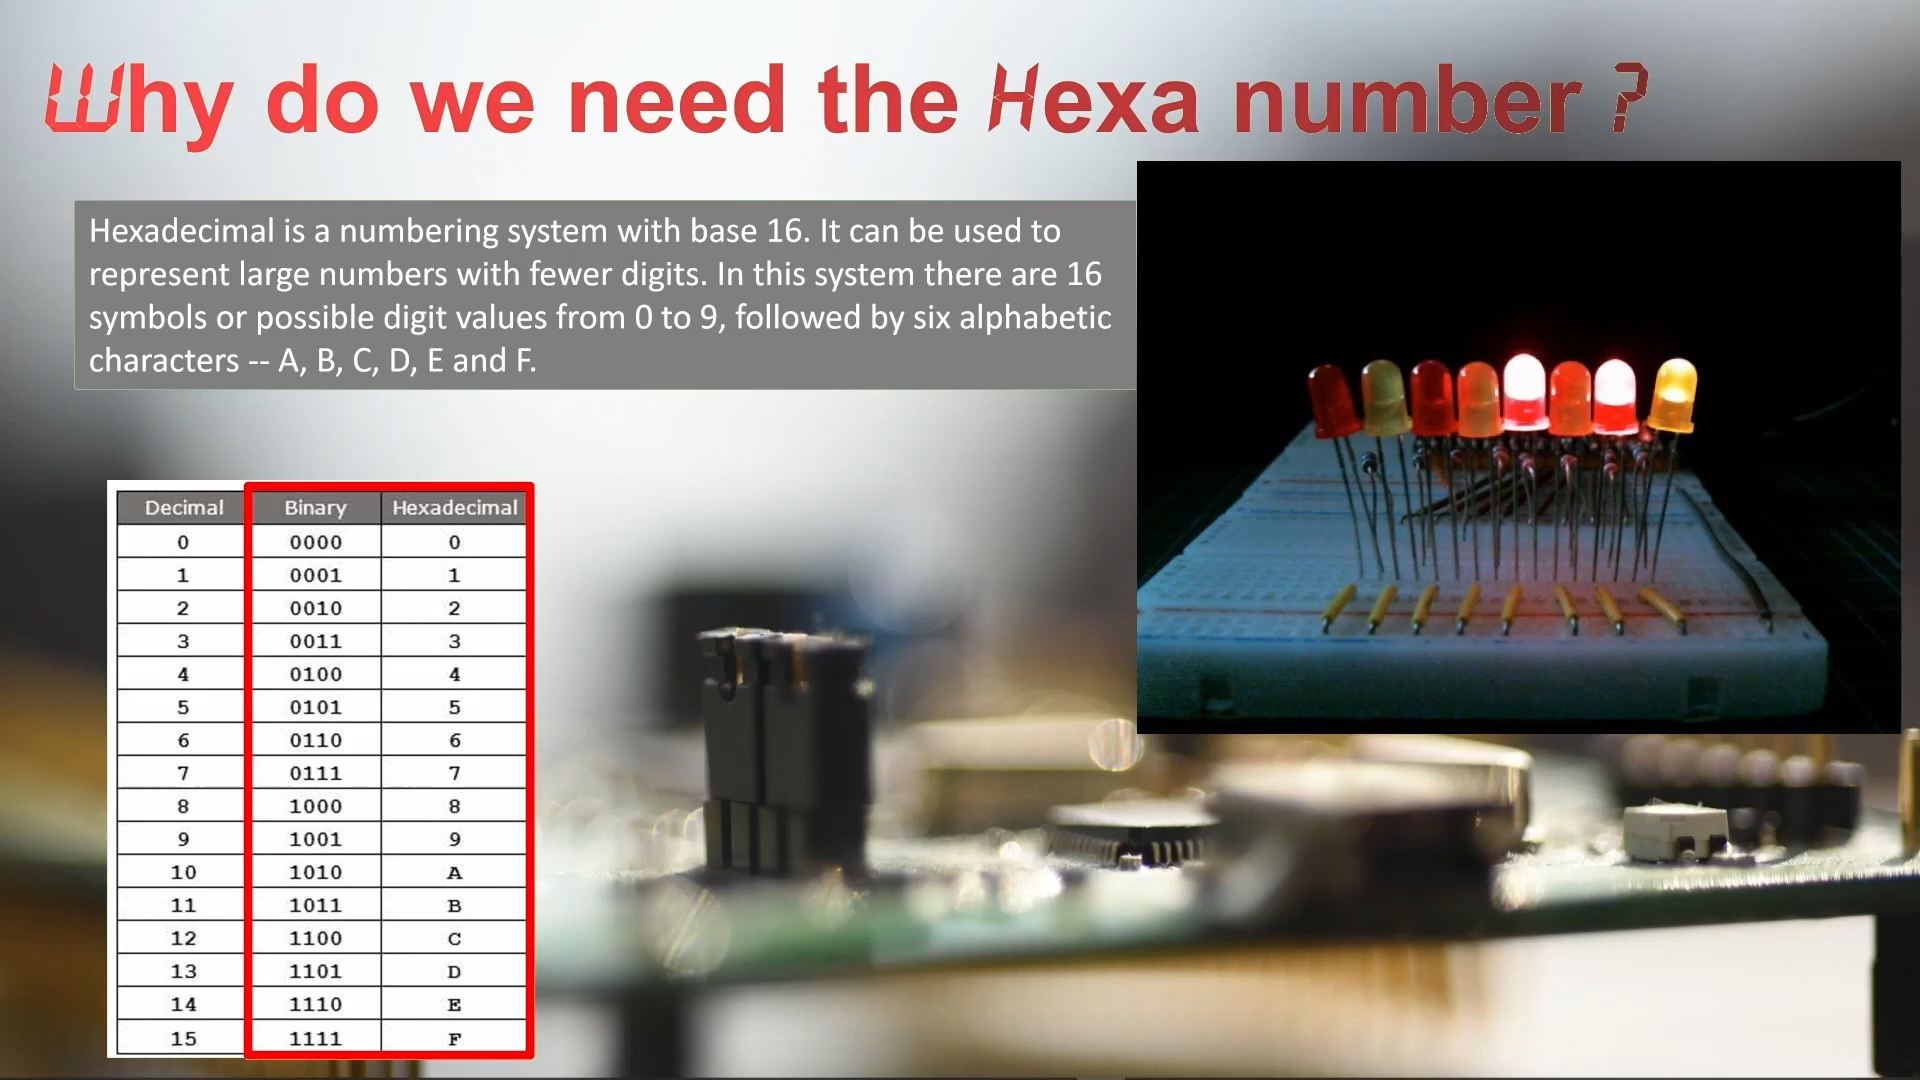 Why do we need the Hexa number ?
Hexadecimal is a numbering system with base 16. It can be used to
represent large numbers with fewer digits. In this system there are 16
symbols or possible digit values from 0 to 9, followed by six alphabetic
characters -- A, B, C, D, E and F.
Decimal Binary Hexadecimal
0 0000 0
1 0001 1
2 0010 2
3 0011 3
4 0100 4
5 0101 5
6 0110 6
7 0111 7
8 1000 8
9 1001 9
10 1010 A
11 1011 B
12 1100 C
13 1101 D
14 1110 E
15 1111 F